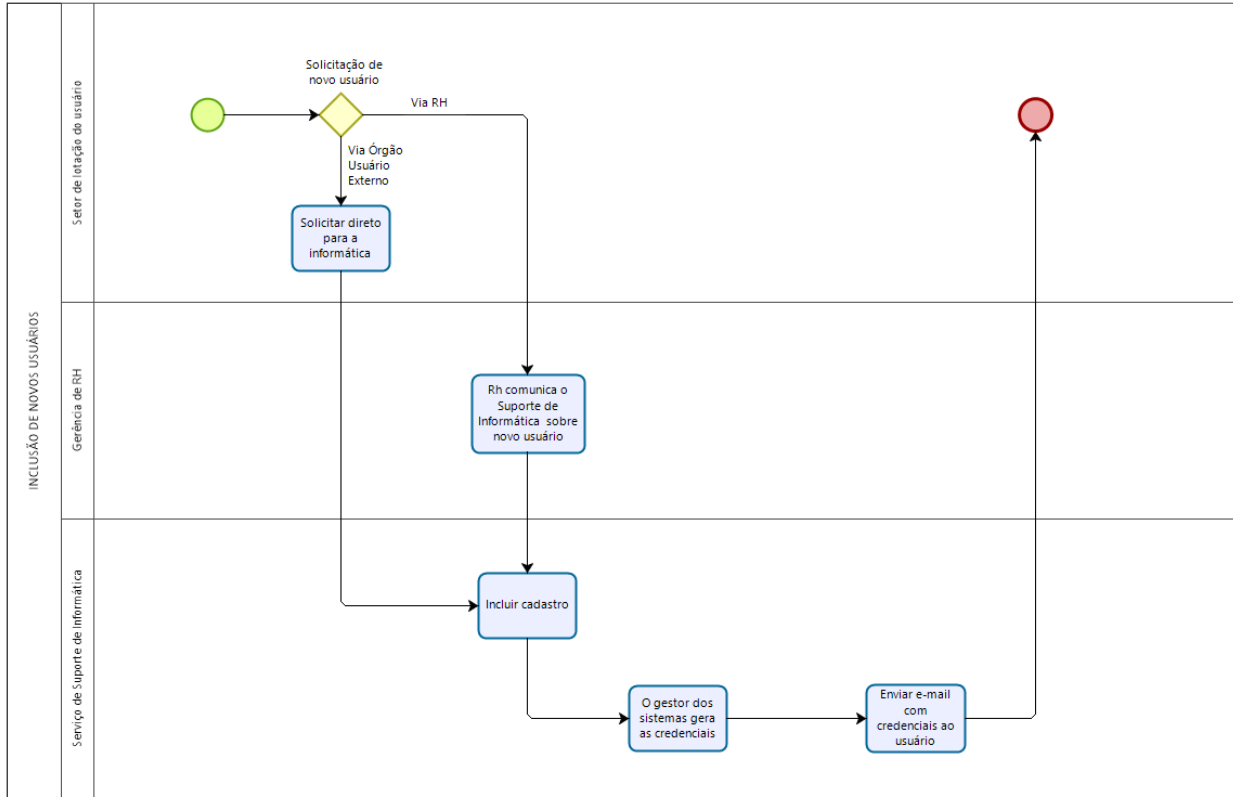 INCLUSÃO DE NOVOS USUÁRIOS
Setor de lotação do usuário
Solicitação de
novo usuário
Via RH
Via Órgão
Usuário
Externo
Solicitar direto
para a
informática
Gerência de RH
Rh comunica o
Suporte de
Informática sobre
novo usuário
Serviço de Suporte de Informática
Incluir cadastro
O gestor dos
sistemas gera
as credenciais
Enviar e-mail
com
credenciais ao
usuário